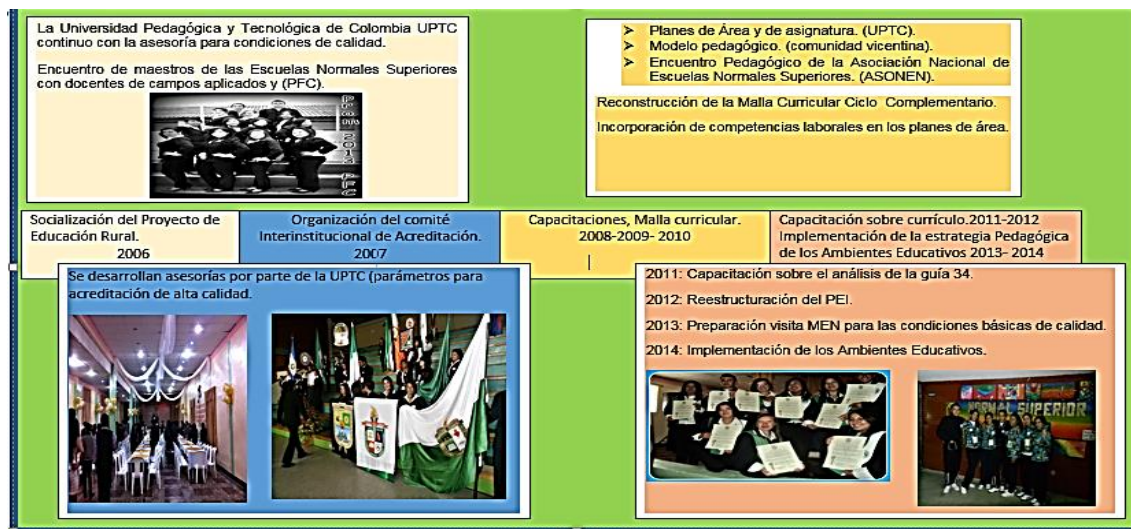 La Universidad Pedagógica y Tecnológica de Colombia UPTC
continuo con la asesoría para condiciones de calidad.
Encuentro de maestros de las Escuelas Normales Superiores
con docentes de campos aplicados y (PFC).
2013 PFC
➢ Planes de Área y de asignatura. (UPTC).
➢ Modelo pedagógico. (comunidad vicentina).
➢ Encuentro Pedagógico de la Asociación Nacional de
Escuelas Normales Superiores. (ASONEN).
Reconstrucción de la Malla Curricular Ciclo Complementario.
Incorporación de competencias laborales en los planes de área.
Socialización del Proyecto de
Educación Rural.
2006
Organización del comité
Interinstitucional de Acreditación.
2007
Capacitaciones, Malla curricular.
2008-2009- 2010
Capacitación sobre currículo.2011-2012
Implementación de la estrategia Pedagógica
de los Ambientes Educativos 2013- 2014
Se desarrollan asesorías por parte de la UPTC (parámetros para
acreditación de alta calidad.
2011: Capacitación sobre el análisis de la guía 34.
2012: Reestructuración del PEI.
2013: Preparación visita MEN para las condiciones básicas de calidad.
2014: Implementación de los Ambientes Educativos.
NORMAL SUPERIOR